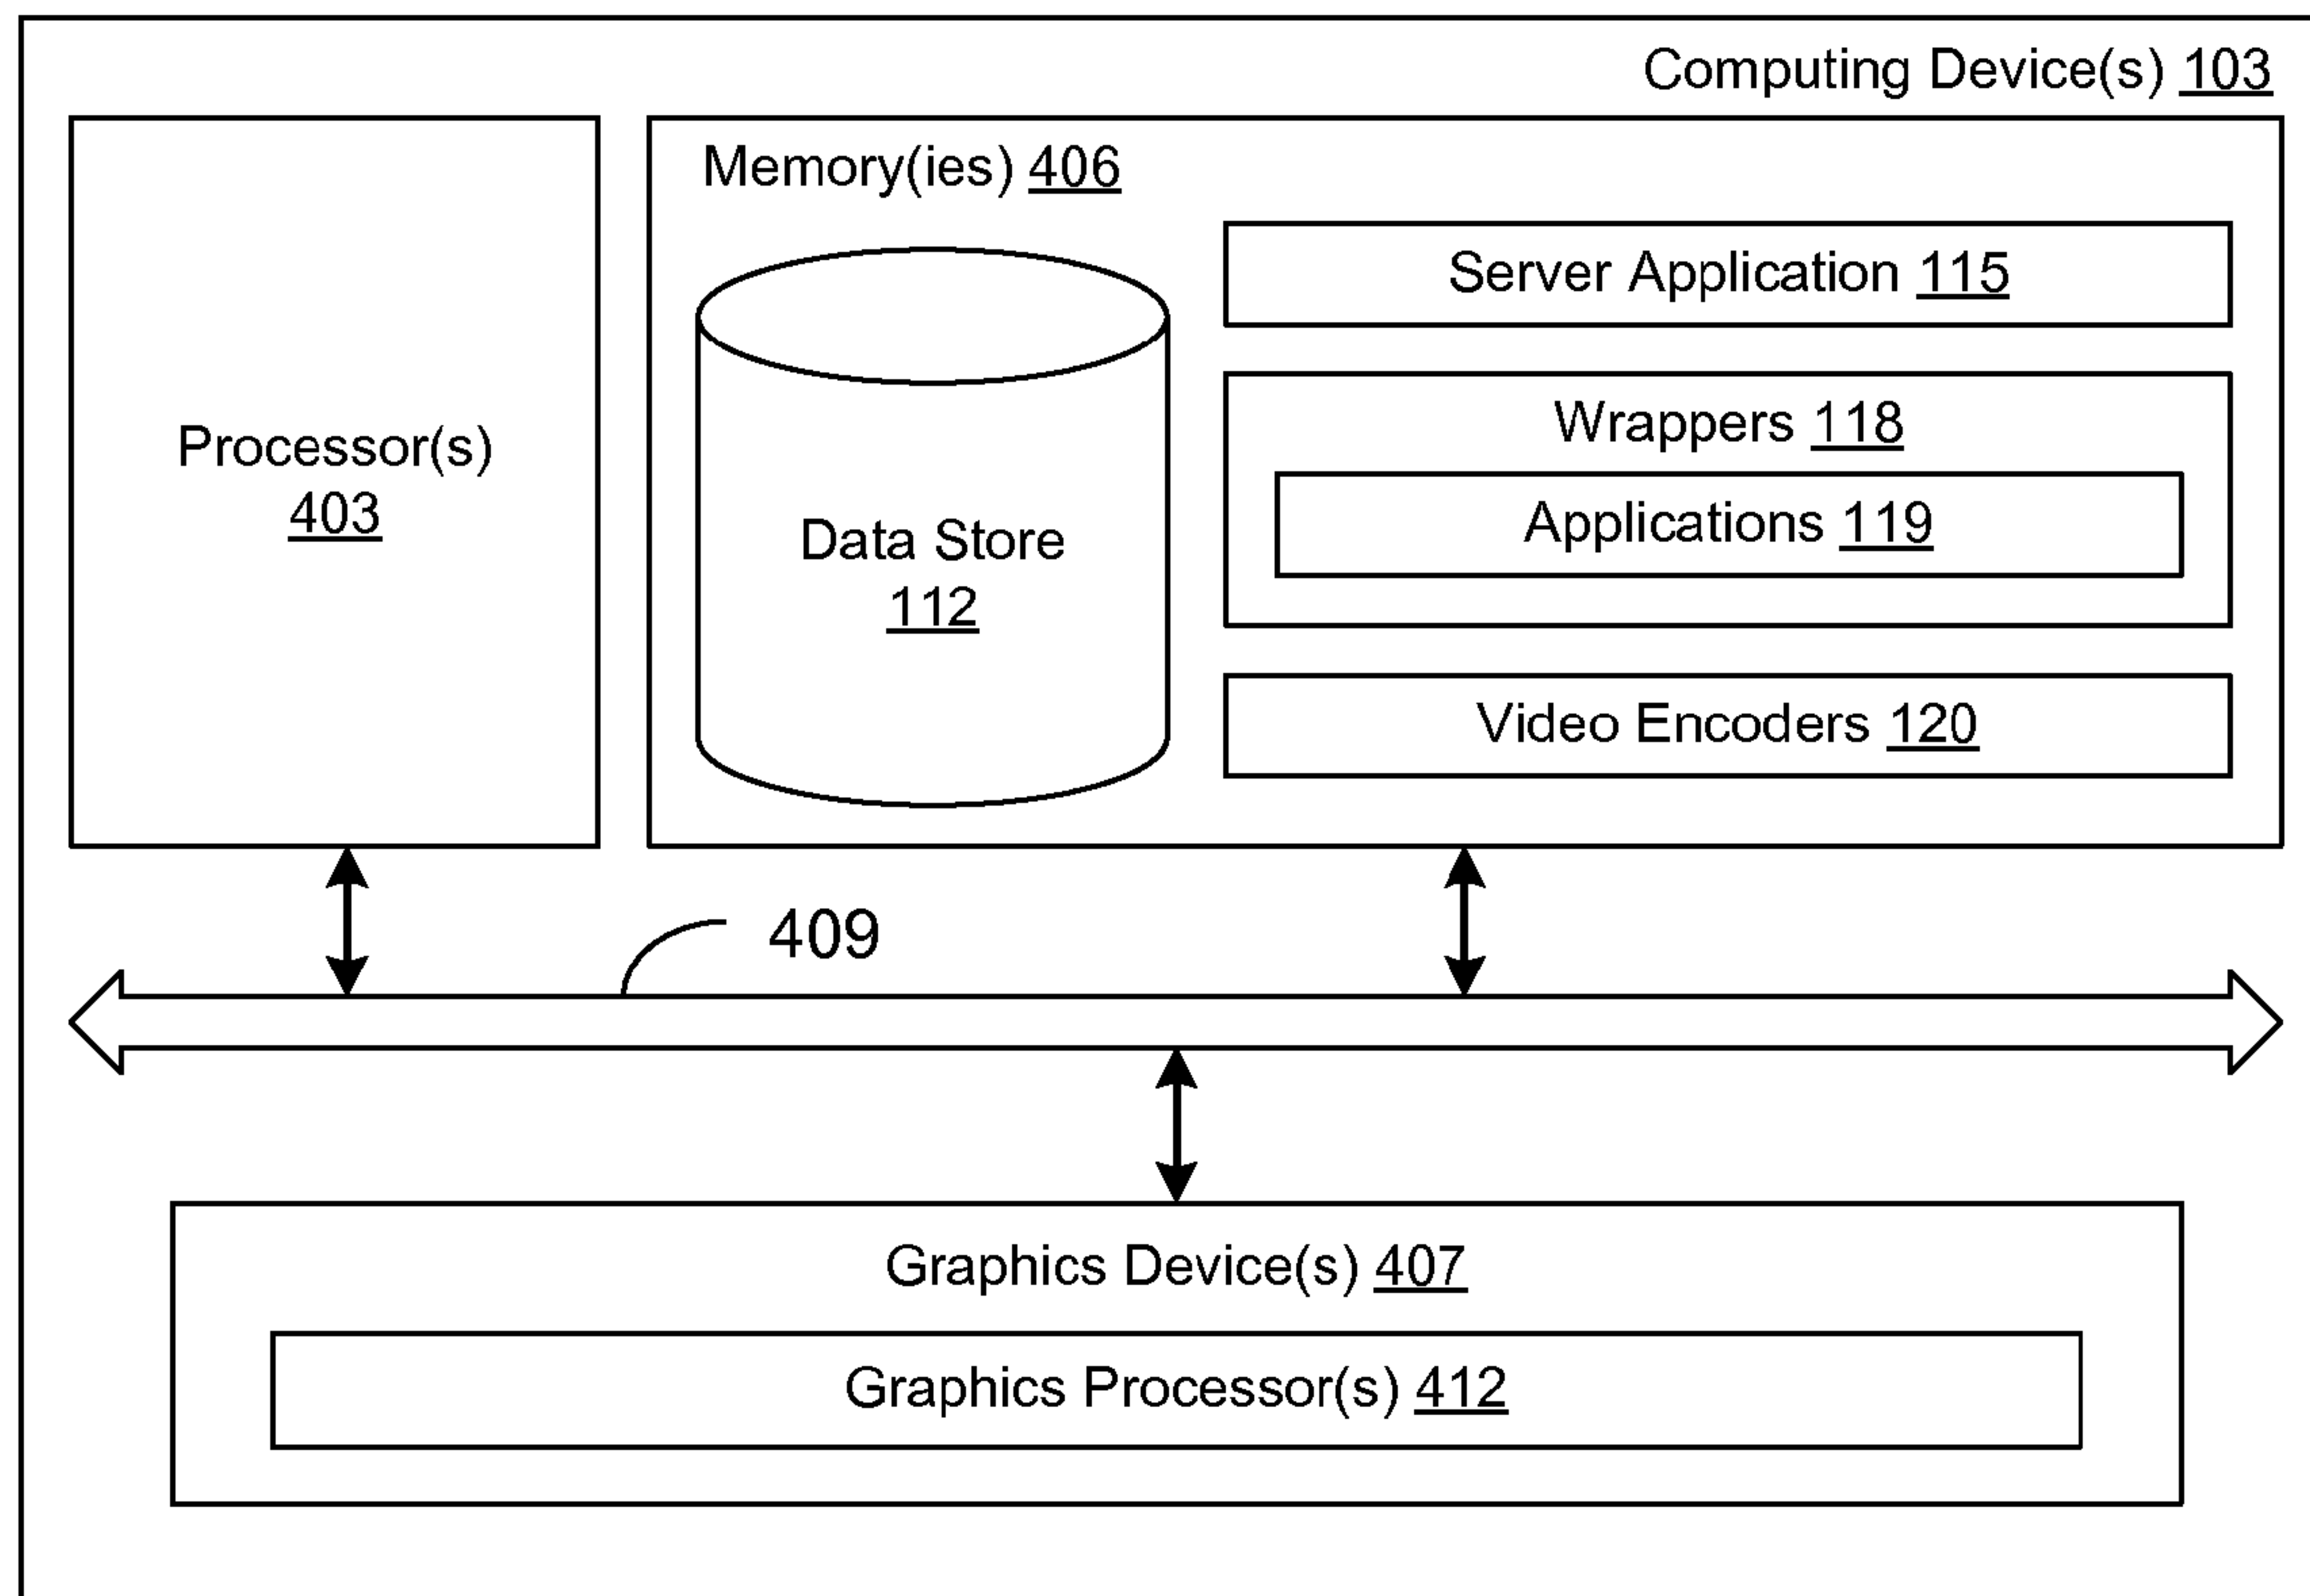 Computing Device(s) 103
Memory(ies) 406
Server Application 115
Wrappers 118
Applications 119
Video Encoders 120
Processor(s)
403
Data Store
112
409
Graphics Device(s) 407
Graphics Processor(s) 412